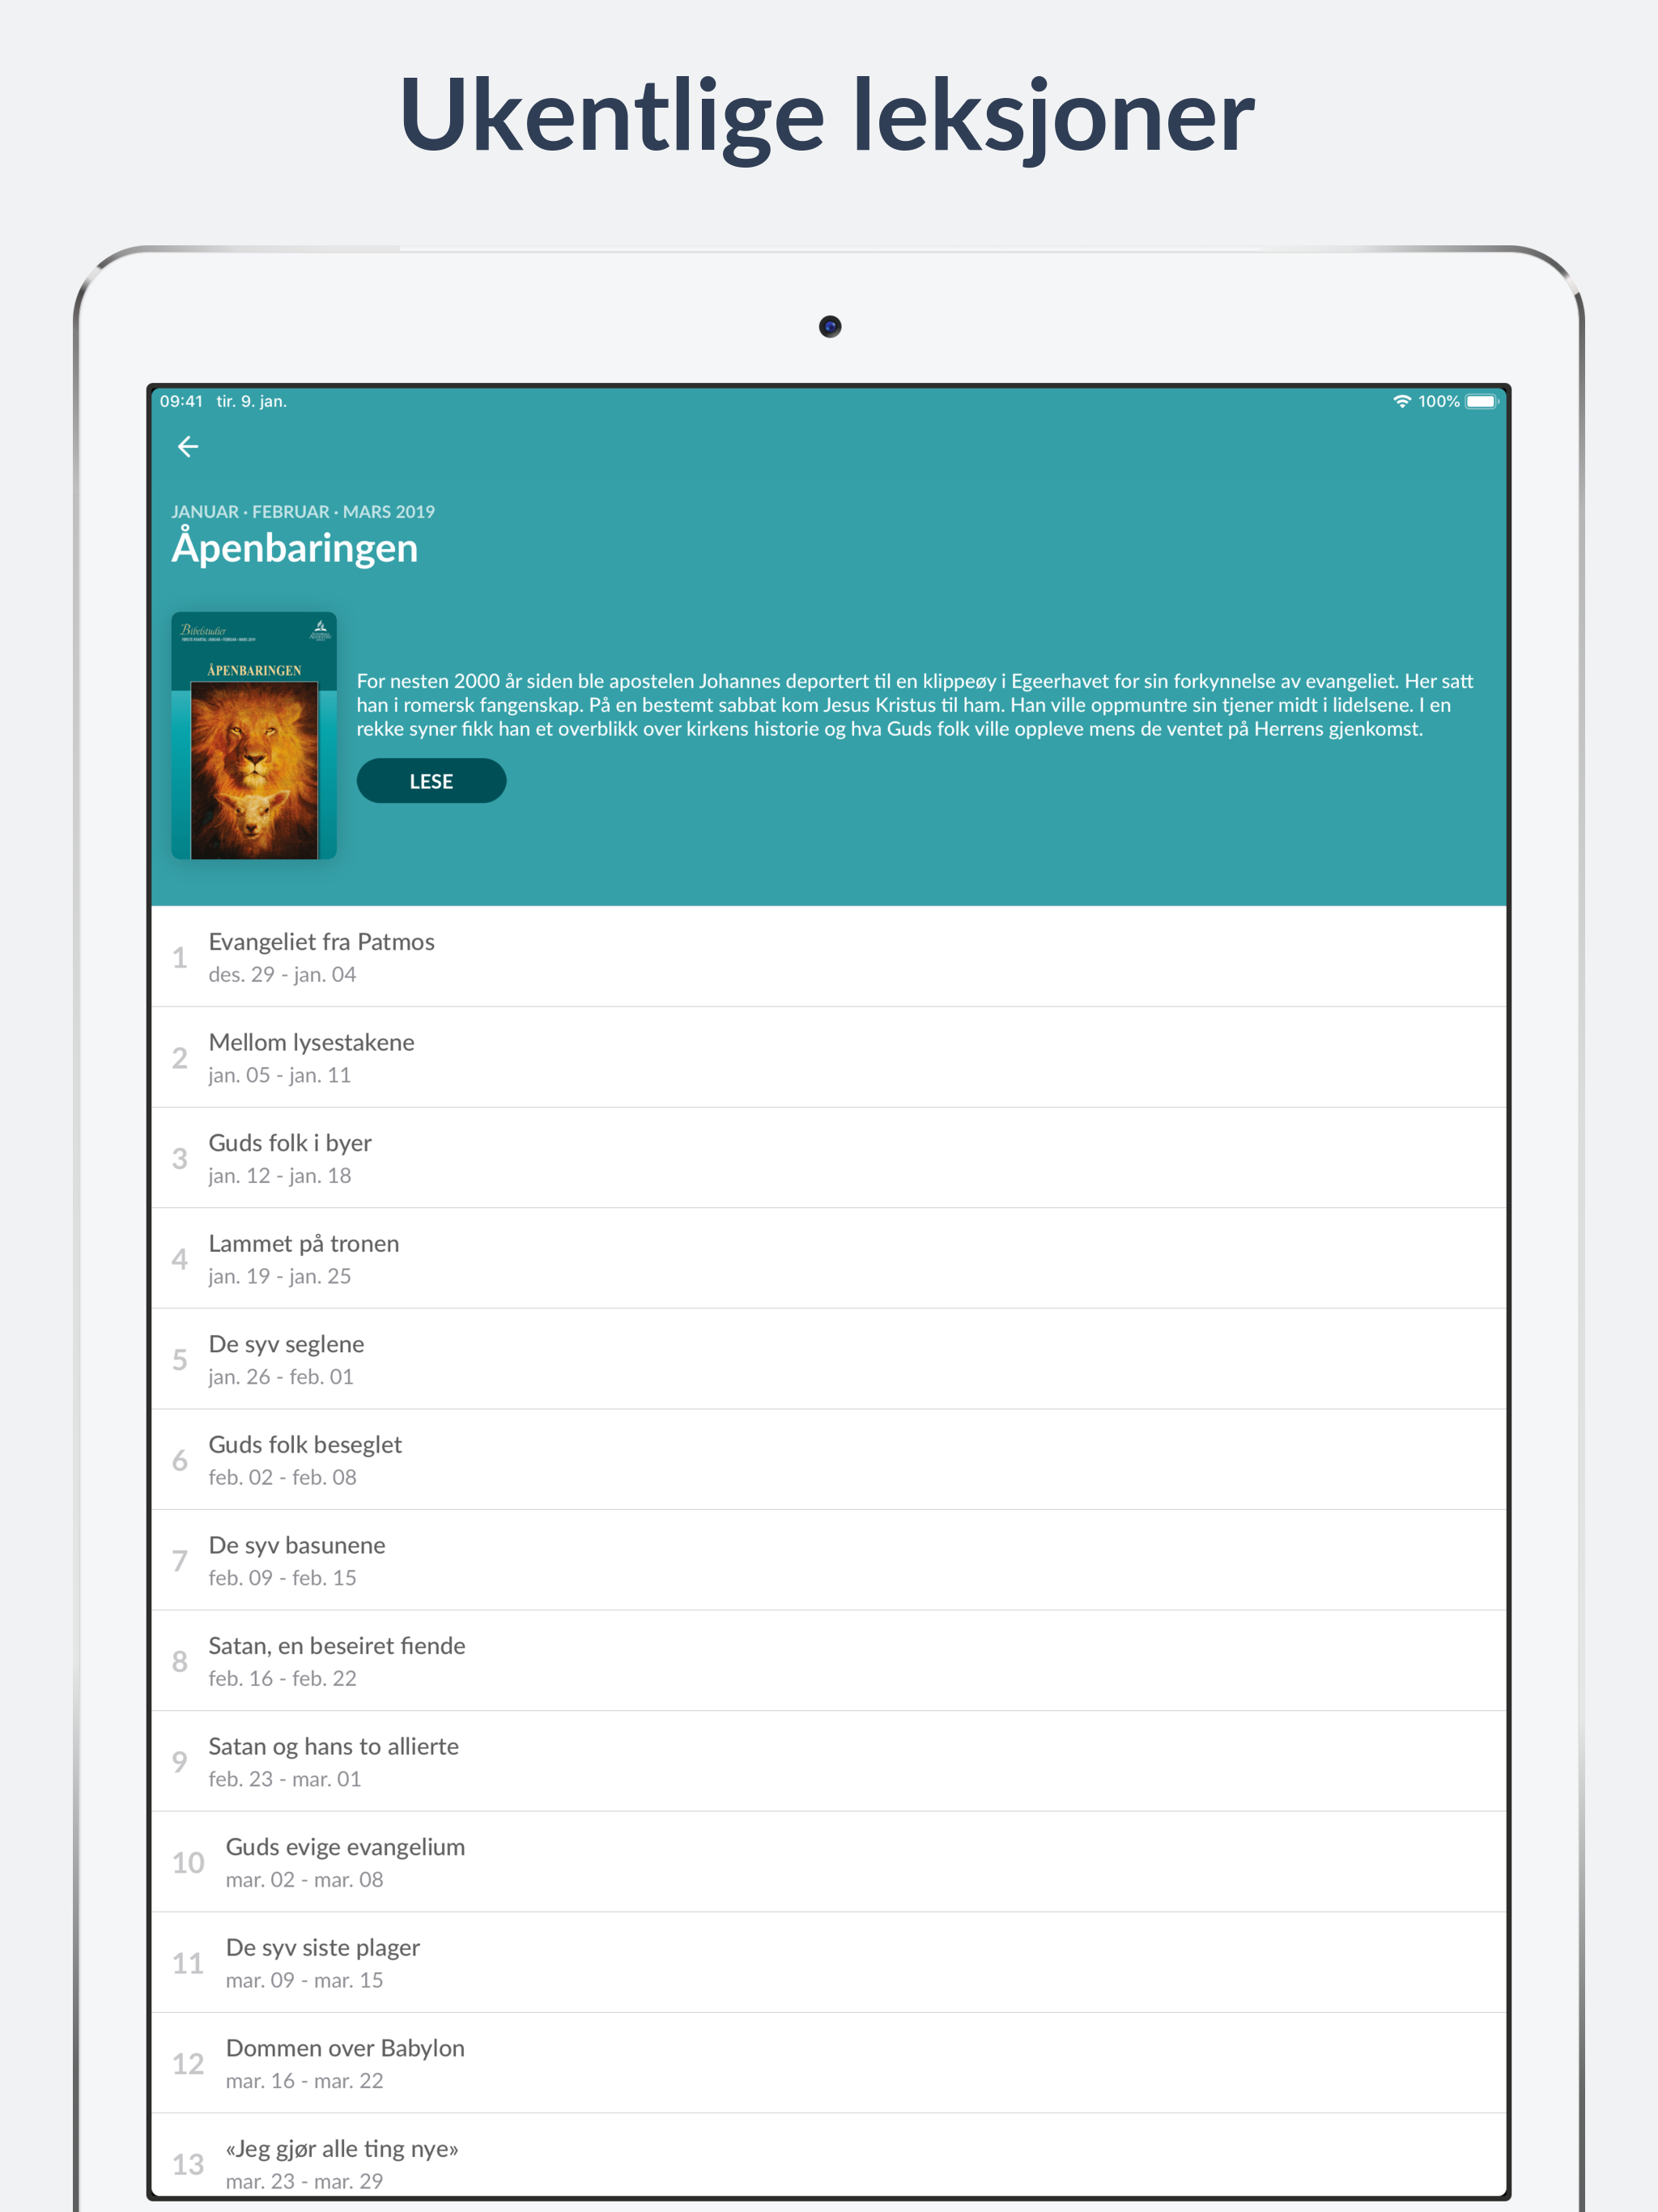 Ukentlige leksjoner
09:41 tir. 9. jan.
100%
JANUAR · FEBRUAR · MARS 2019
Åpenbaringen
Bibelstudier
ÅPENBARINGEN
For nesten 2000 år siden ble apostelen Johannes deportert til en klippeøy i Egeerhavet for sin forkynnelse av evangeliet. Her satt
han i romersk fangenskap. På en bestemt sabbat kom Jesus Kristus til ham. Han ville oppmuntre sin tjener midt i lidelsene. I en
rekke syner fikk han et overblikk over kirkens historie og hva Guds folk ville oppleve mens de ventet på Herrens gjenkomst.
LESE
1
Evangeliet fra Patmos
des. 29 - jan. 04
2
Mellom lysestakene
jan. 05 - jan. 11
3
Guds folk i byer
jan. 12 - jan. 18
4
Lammet på tronen
jan. 19 - jan. 25
5
De syv seglene
jan. 26 - feb. 01
6
Guds folk beseglet
feb. 02 - feb. 08
7
De syv basunene
feb. 09 - feb. 15
8
Satan, en beseiret fiende
feb. 16 - feb. 22
9
Satan og hans to allierte
feb. 23 - mar. 01
10
Guds evige evangelium
mar. 02 - mar. 08
11
De syv siste plager
mar. 09 - mar. 15
12
Dommen over Babylon
mar. 16 - mar. 22
13
«Jeg gjør alle ting nye»
mar. 23 - mar. 29